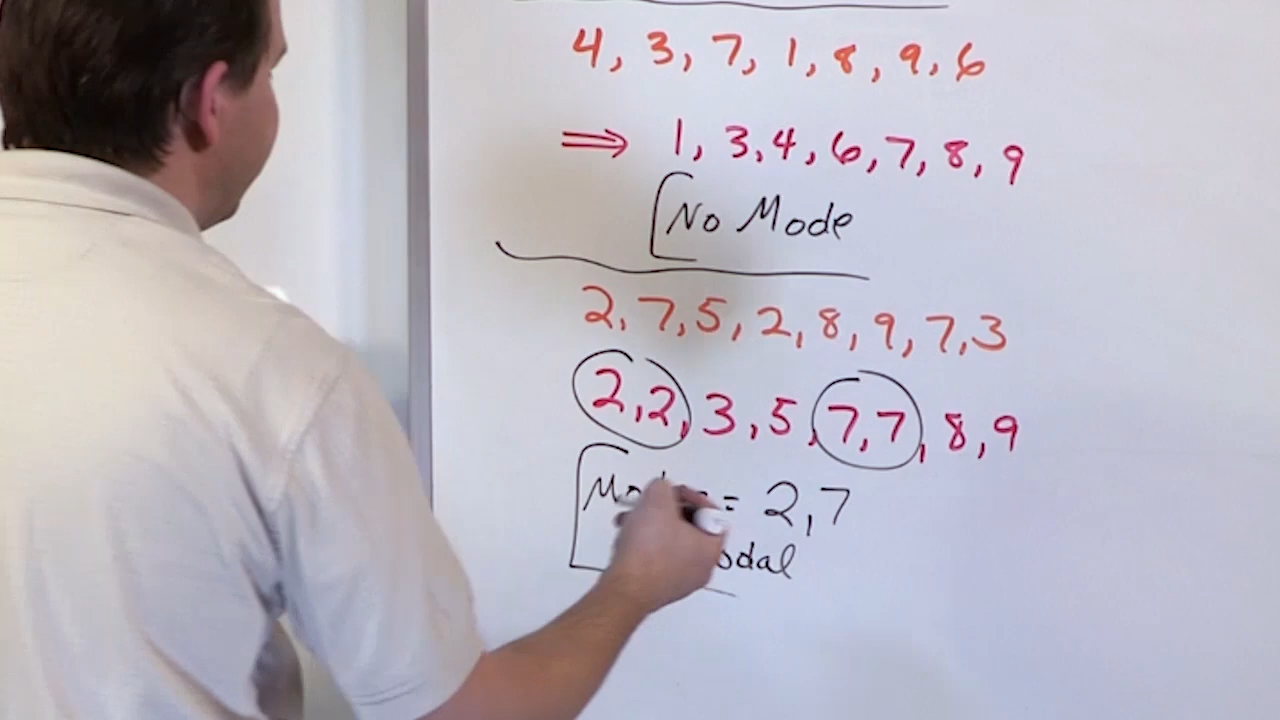 4, 3, 7, 1, 8, 9, 6
⇒ 1, 3, 4, 6, 7, 8, 9
No Mode
2, 7, 5, 2, 8, 9, 7, 3
2, 2, 3, 5, 7, 7, 8, 9
= 2, 7